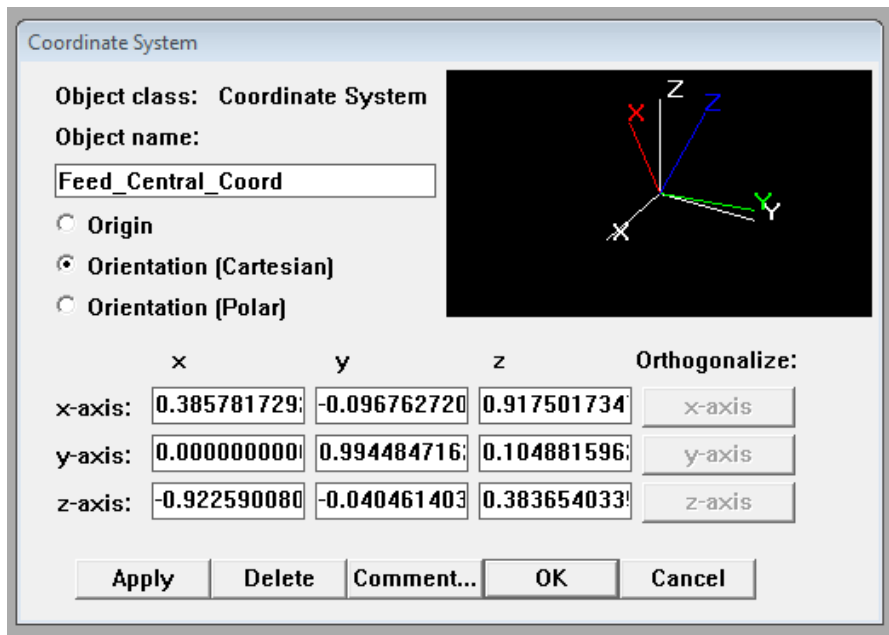 Coordinate System
Object class: Coordinate System
Object name:
Feed_Central_Coord
Origin
Orientation (Cartesian)
Orientation (Polar)
Z Z
X
Y
Y
X
x y z Orthogonalize:
x-axis: 0.385781729 -0.096762720 0.917501734 x-axis
y-axis: 0.000000000 0.994484716 0.104881596 y-axis
z-axis: -0.922590080 -0.040461403 0.383654033 z-axis
Apply Delete Comment... OK Cancel